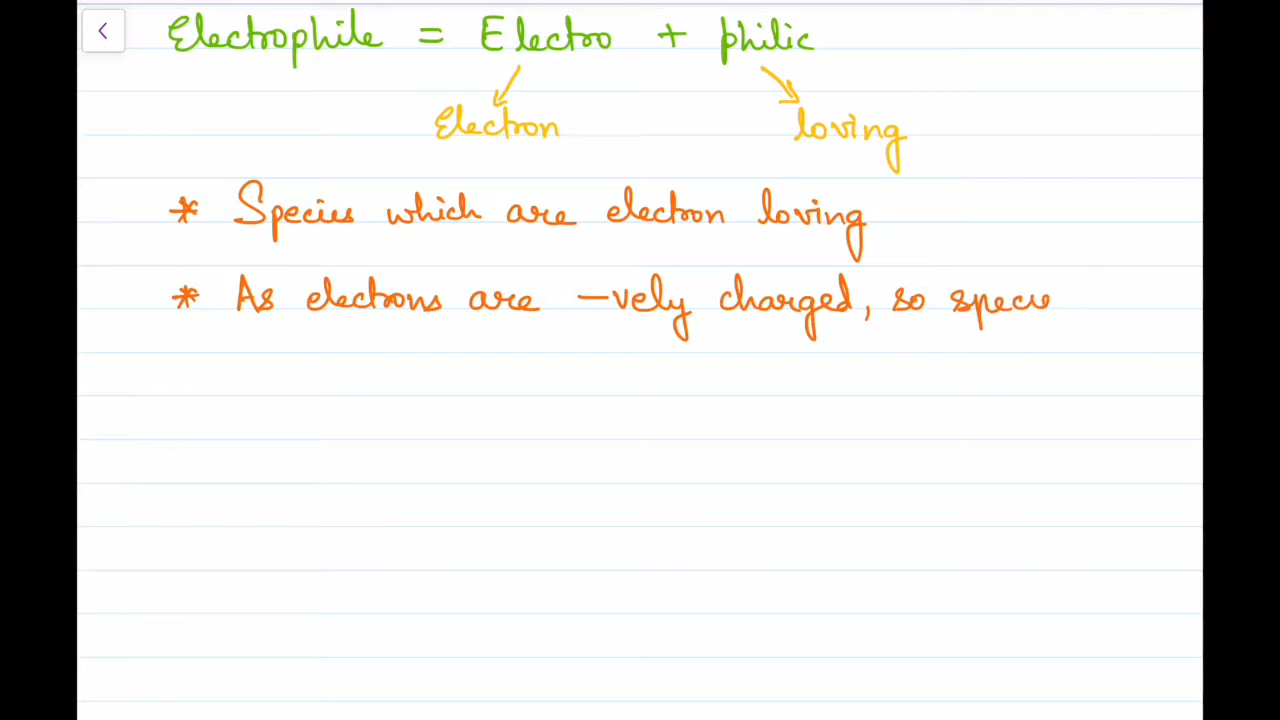 Electrophile = Electro + philic
Electron loving
* Species which are electron loving
* As electrons are -vely charged, so specie